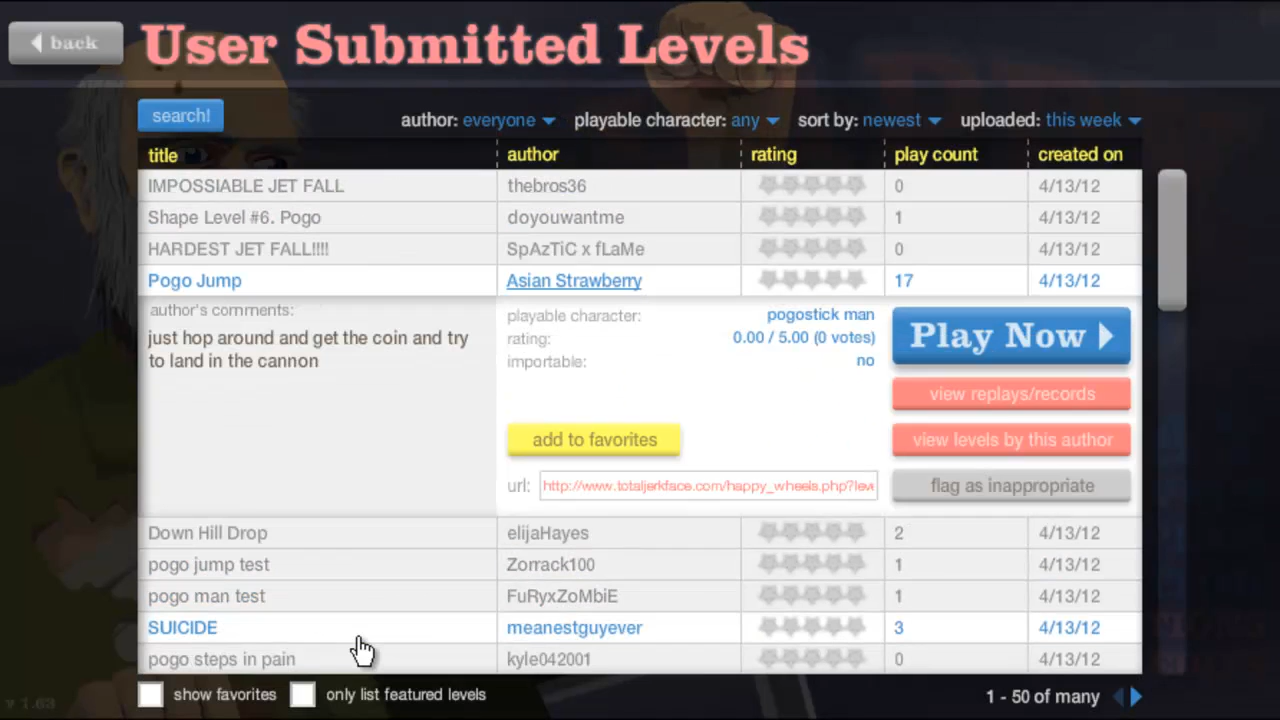 back
User Submitted Levels
search!
author: everyone playable character: any sort by: newest uploaded: this week
title author rating play count created on
IMPOSSIABLE JET FALL thebros36 0 4/13/12
Shape Level #6. Pogo doyouwantme 1 4/13/12
HARDEST JET FALL!!!! SpAzTiC x fLaMe 0 4/13/12
Pogo Jump Asian Strawberry 17 4/13/12
author's comments:
just hop around and get the coin and try
to land in the cannon
playable character: pogostick man
rating: 0.00 / 5.00 (0 votes)
importable: no
add to favorites
url: http://www.totaljerkface.com/happy_wheels.php?lev
Play Now
view replays/records
view levels by this author
flag as inappropriate
Down Hill Drop elijaHayes 2 4/13/12
pogo jump test Zorrack100 1 4/13/12
pogo man test FuRyxZoMbiE 1 4/13/12
SUICIDE meanestguyever 3 4/13/12
pogo steps in pain kyle042001 0 4/13/12
show favorites only list featured levels 1 - 50 of many
v 1.63